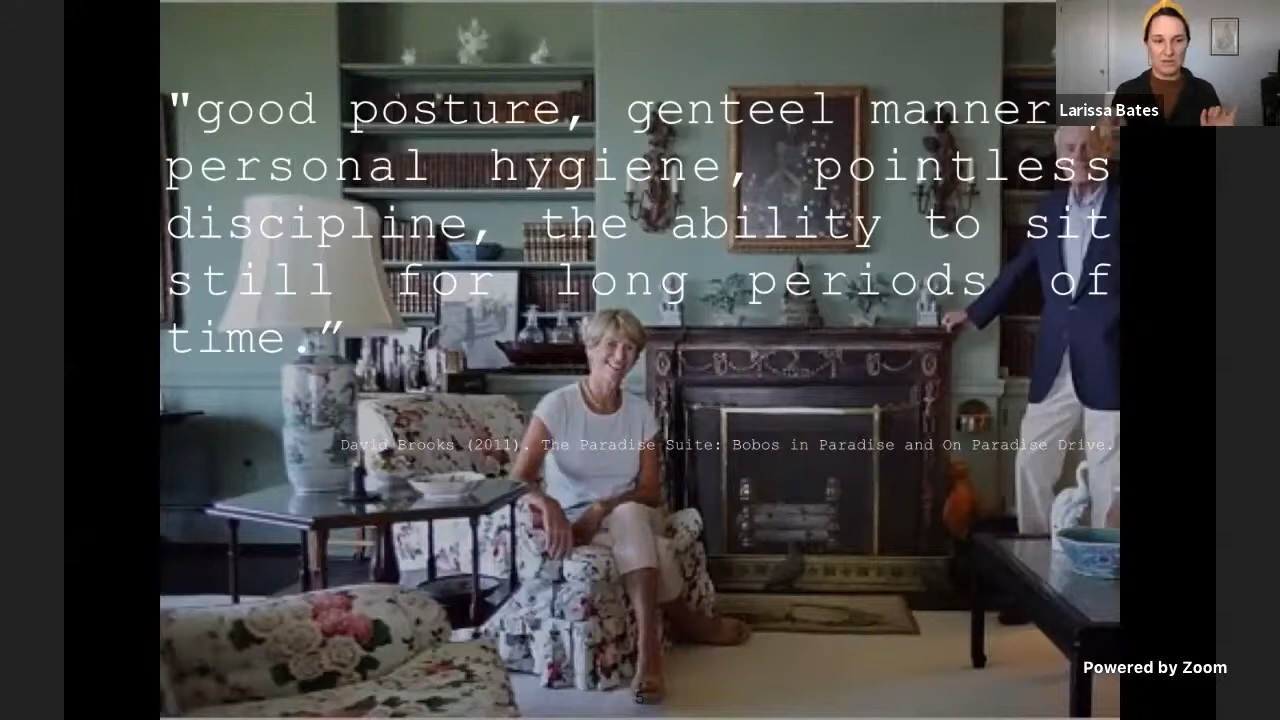 "good posture, genteel manner ,
personal hygiene, pointless
discipline, the ability to sit
still for long periods of
time.”
David Brooks (2011). The Paradise Suite: Bobos in Paradise and On Paradise Drive.
5
Larissa Bates
Powered by Zoom